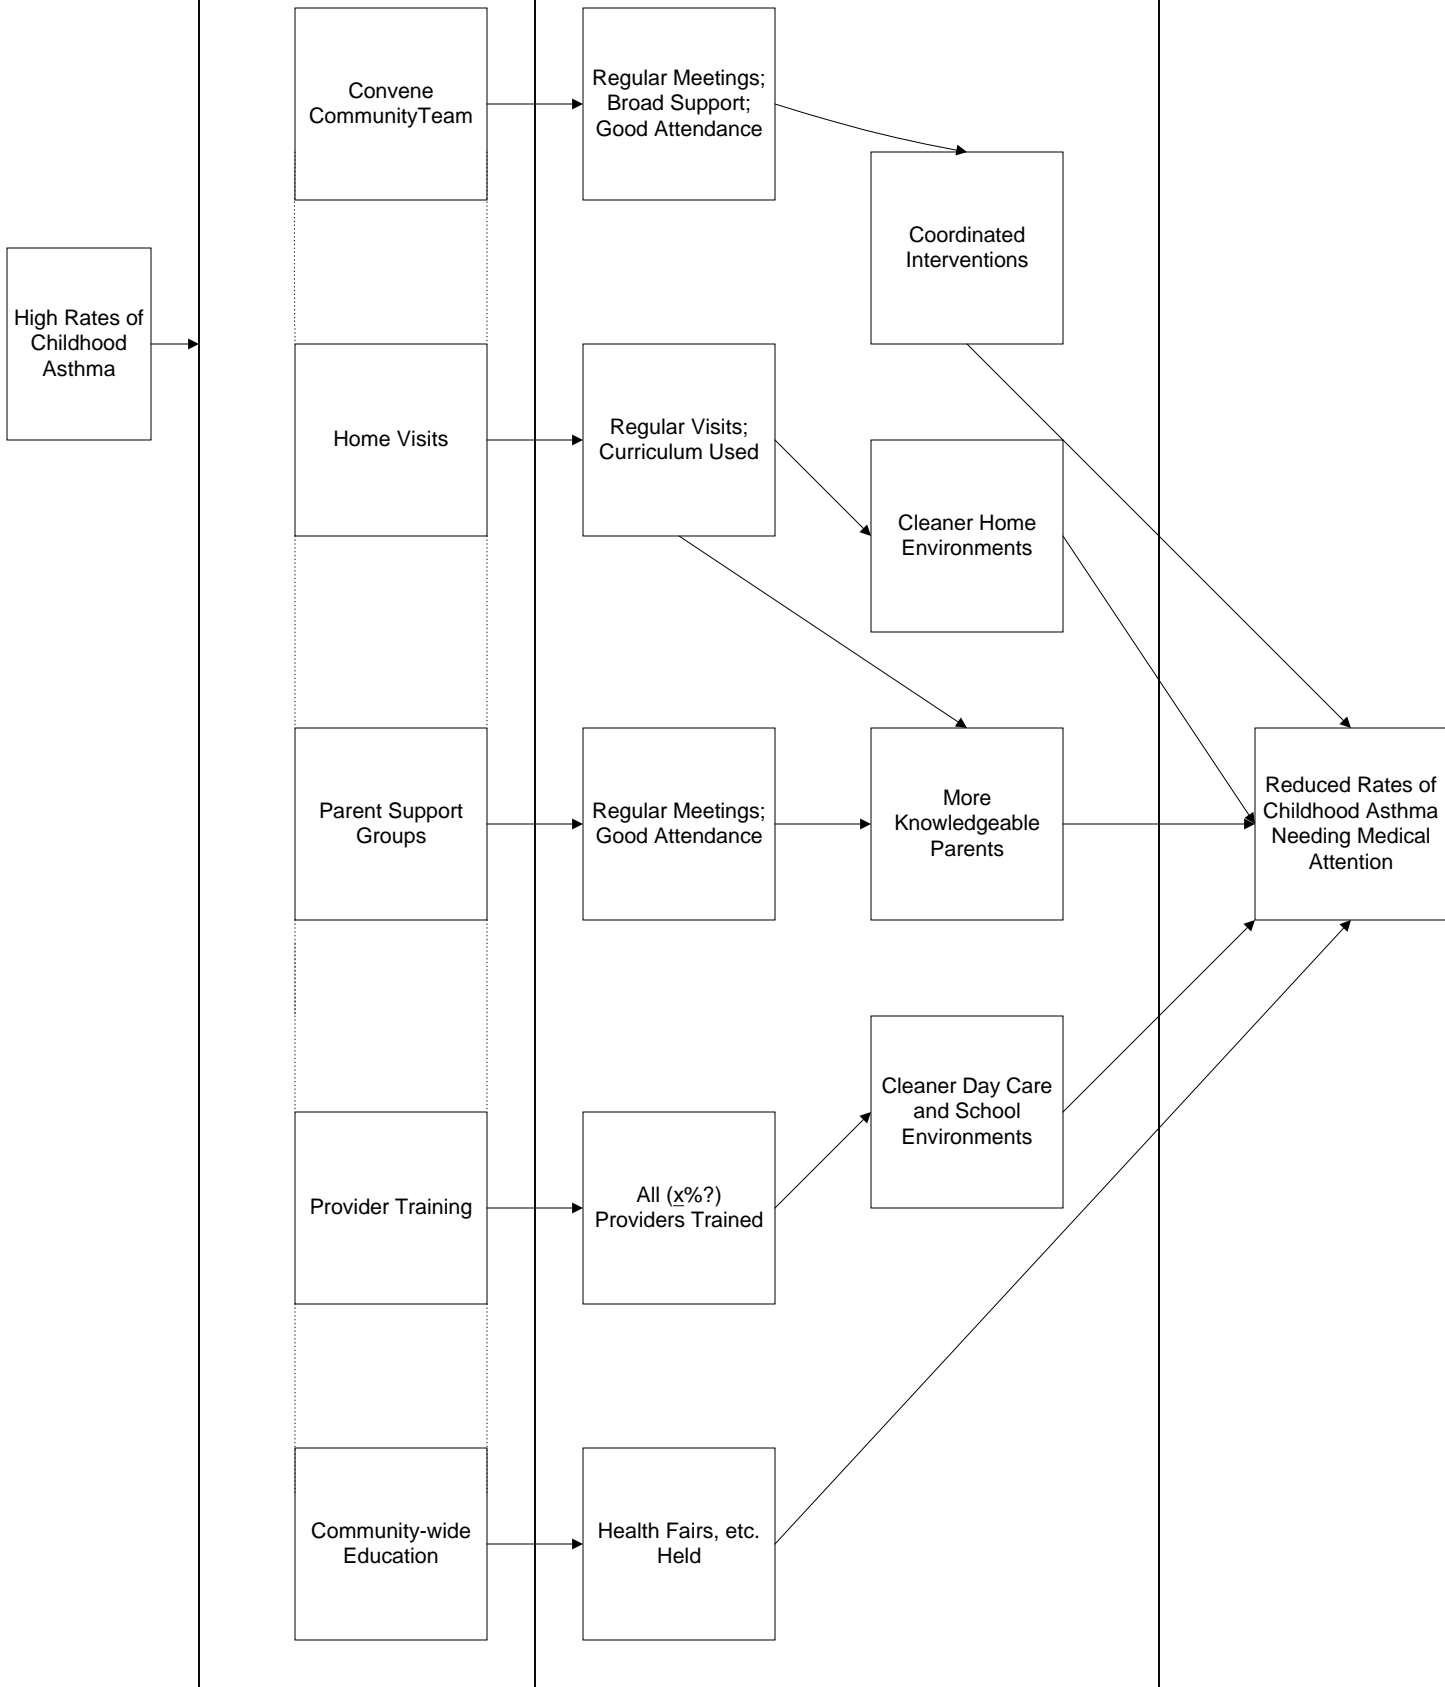 Convene
CommunityTeam
Regular Meetings;
Broad Support;
Good Attendance
Coordinated
Interventions
High Rates of
Childhood
Asthma
Home Visits
Regular Visits;
Curriculum Used
Cleaner Home
Environments
Parent Support
Groups
Regular Meetings;
Good Attendance
More
Knowledgeable
Parents
Reduced Rates of
Childhood Asthma
Needing Medical
Attention
Provider Training
All (x%?)
Providers Trained
Cleaner Day Care
and School
Environments
Community-wide
Education
Health Fairs, etc.
Held